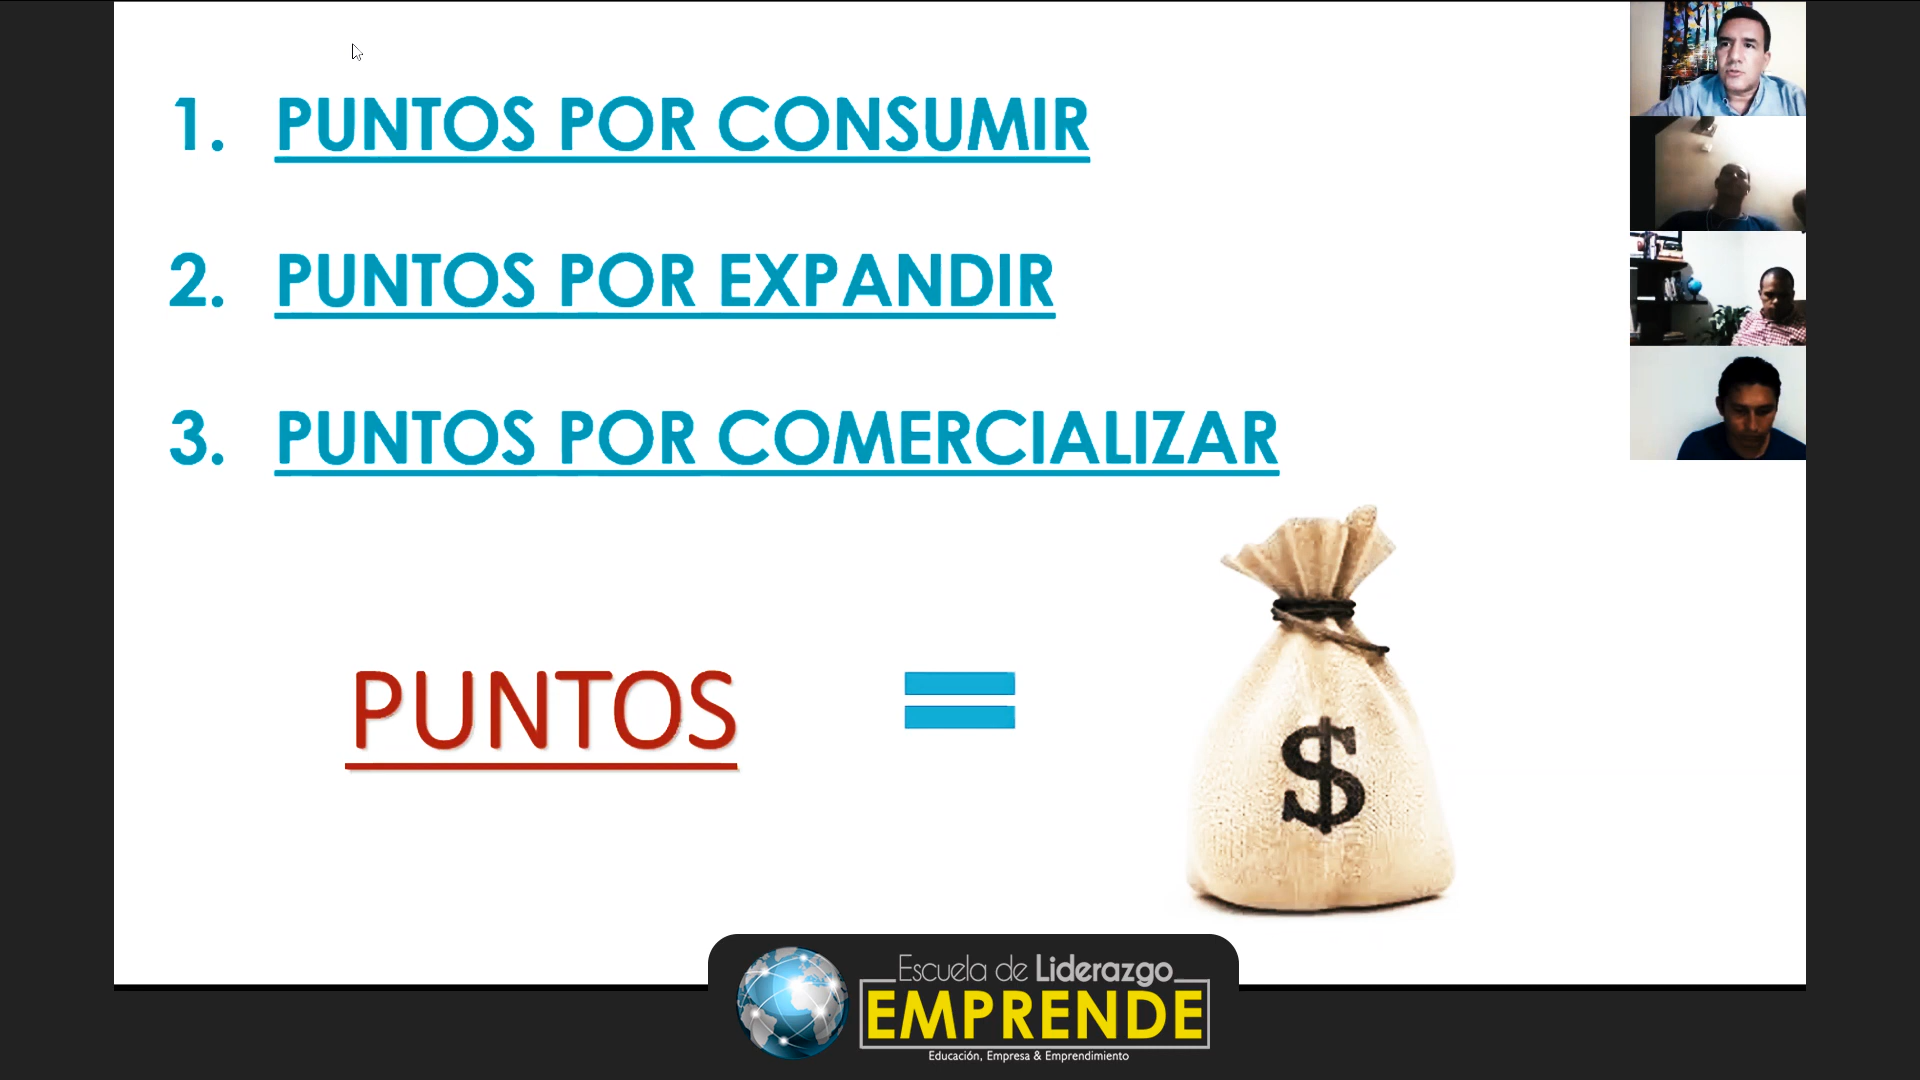 1. PUNTOS POR CONSUMIR
2. PUNTOS POR EXPANDIR
3. PUNTOS POR COMERCIALIZAR
PUNTOS =
$
Escuela de Liderazgo
EMPRENDE
Educación, Empresa & Emprendimiento